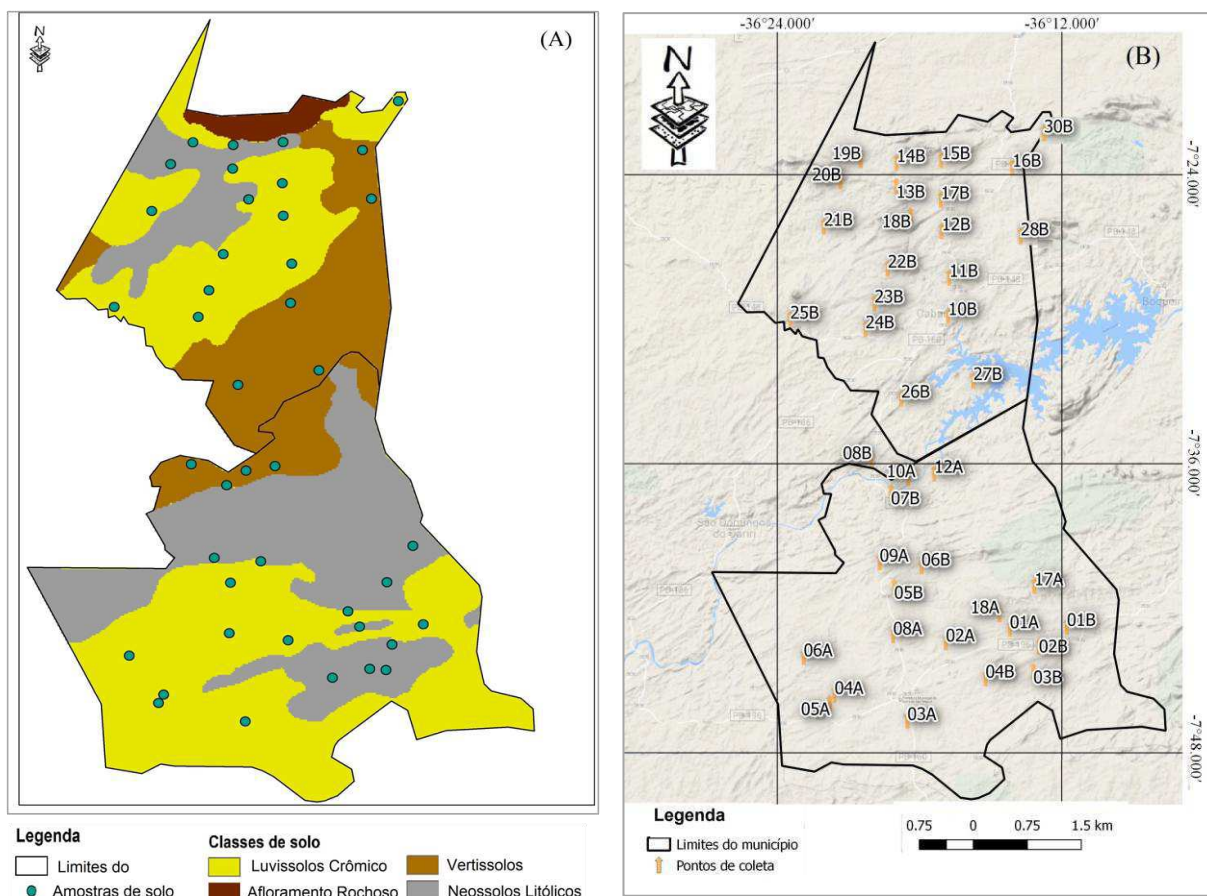 (A)
N
Legenda
Limites do
Amostras de solo
Classes de solo
Luvissolos Crômico
Afloramento Rochoso
Vertissolos
Neossolos Litólicos
-36°24.000'
-36°12.000'
(B)
N
30B
19B
14B
15B
16B
-7°24.000'
20B
13B
17B
21B
18B
12B
28B
22B
11B
23B
10B
25B
24B
27B
26B
-7°36.000'
08B
10A
12A
07B
09A
06B
17A
05B
18A
01A
01B
08A
02A
02B
06A
04B
03B
04A
05A
03A
-7°48.000'
Legenda
Limites do município
Pontos de coleta
0.75
0
0.75
1.5 km